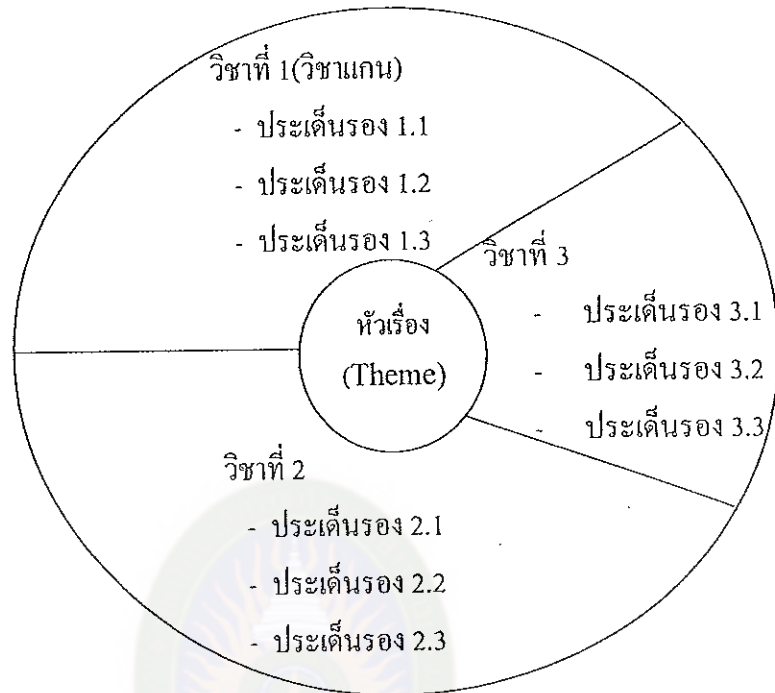 วิชาที่ 1(วิชาแกน)
- ประเด็นรอง 1.1
- ประเด็นรอง 1.2
- ประเด็นรอง 1.3
วิชาที่ 3
- ประเด็นรอง 3.1
- ประเด็นรอง 3.2
- ประเด็นรอง 3.3
หัวเรื่อง
(Theme)
วิชาที่ 2
- ประเด็นรอง 2.1
- ประเด็นรอง 2.2
- ประเด็นรอง 2.3